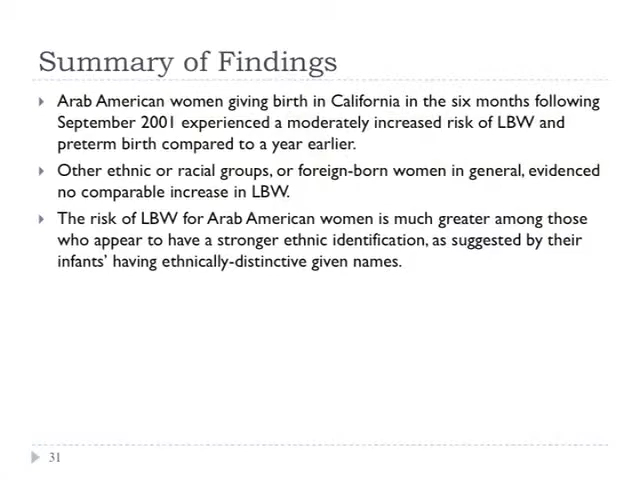 Summary of Findings
Arab American women giving birth in California in the six months following
September 2001 experienced a moderately increased risk of LBW and
preterm birth compared to a year earlier.
Other ethnic or racial groups, or foreign-born women in general, evidenced
no comparable increase in LBW.
The risk of LBW for Arab American women is much greater among those
who appear to have a stronger ethnic identification, as suggested by their
infants' having ethnically-distinctive given names.
31